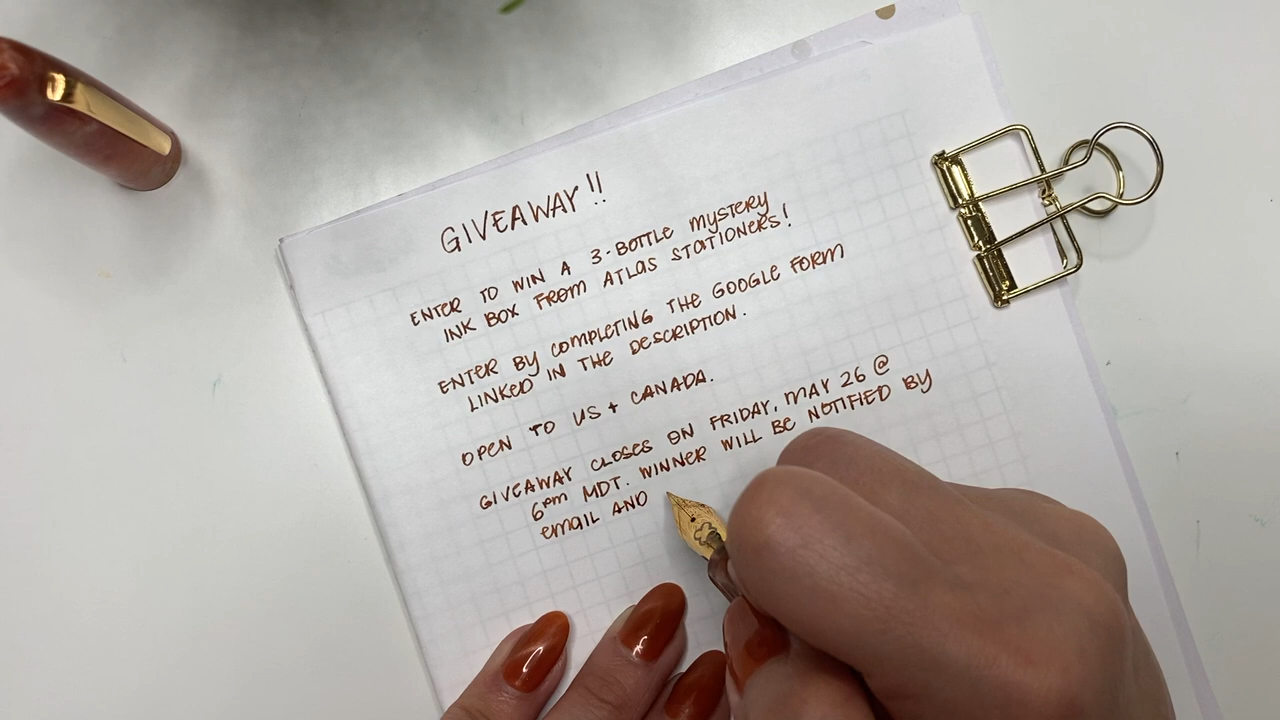 GIVEAWAY!!
ENTER TO WIN A 3-BOTTLE MYSTERY
INK BOX FROM ATLAS STATIONERS!
ENTER BY COMPLETING THE GOOGLE FORM
LINKED IN THE DESCRIPTION.
OPEN TO US + CANADA.
GIVEAWAY CLOSES ON FRIDAY, MAY 26 @
6pm MDT. WINNER WILL BE NOTIFIED BY
EMAIL AND